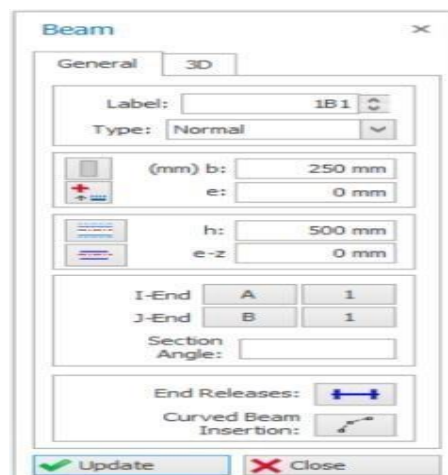 Beam
General 3D
Label: 1B1
Type: Normal
(mm) b: 250 mm
e: 0 mm
h: 500 mm
e-z 0 mm
I-End A 1
J-End B 1
Section
Angle:
End Releases:
Curved Beam
Insertion:
Update Close